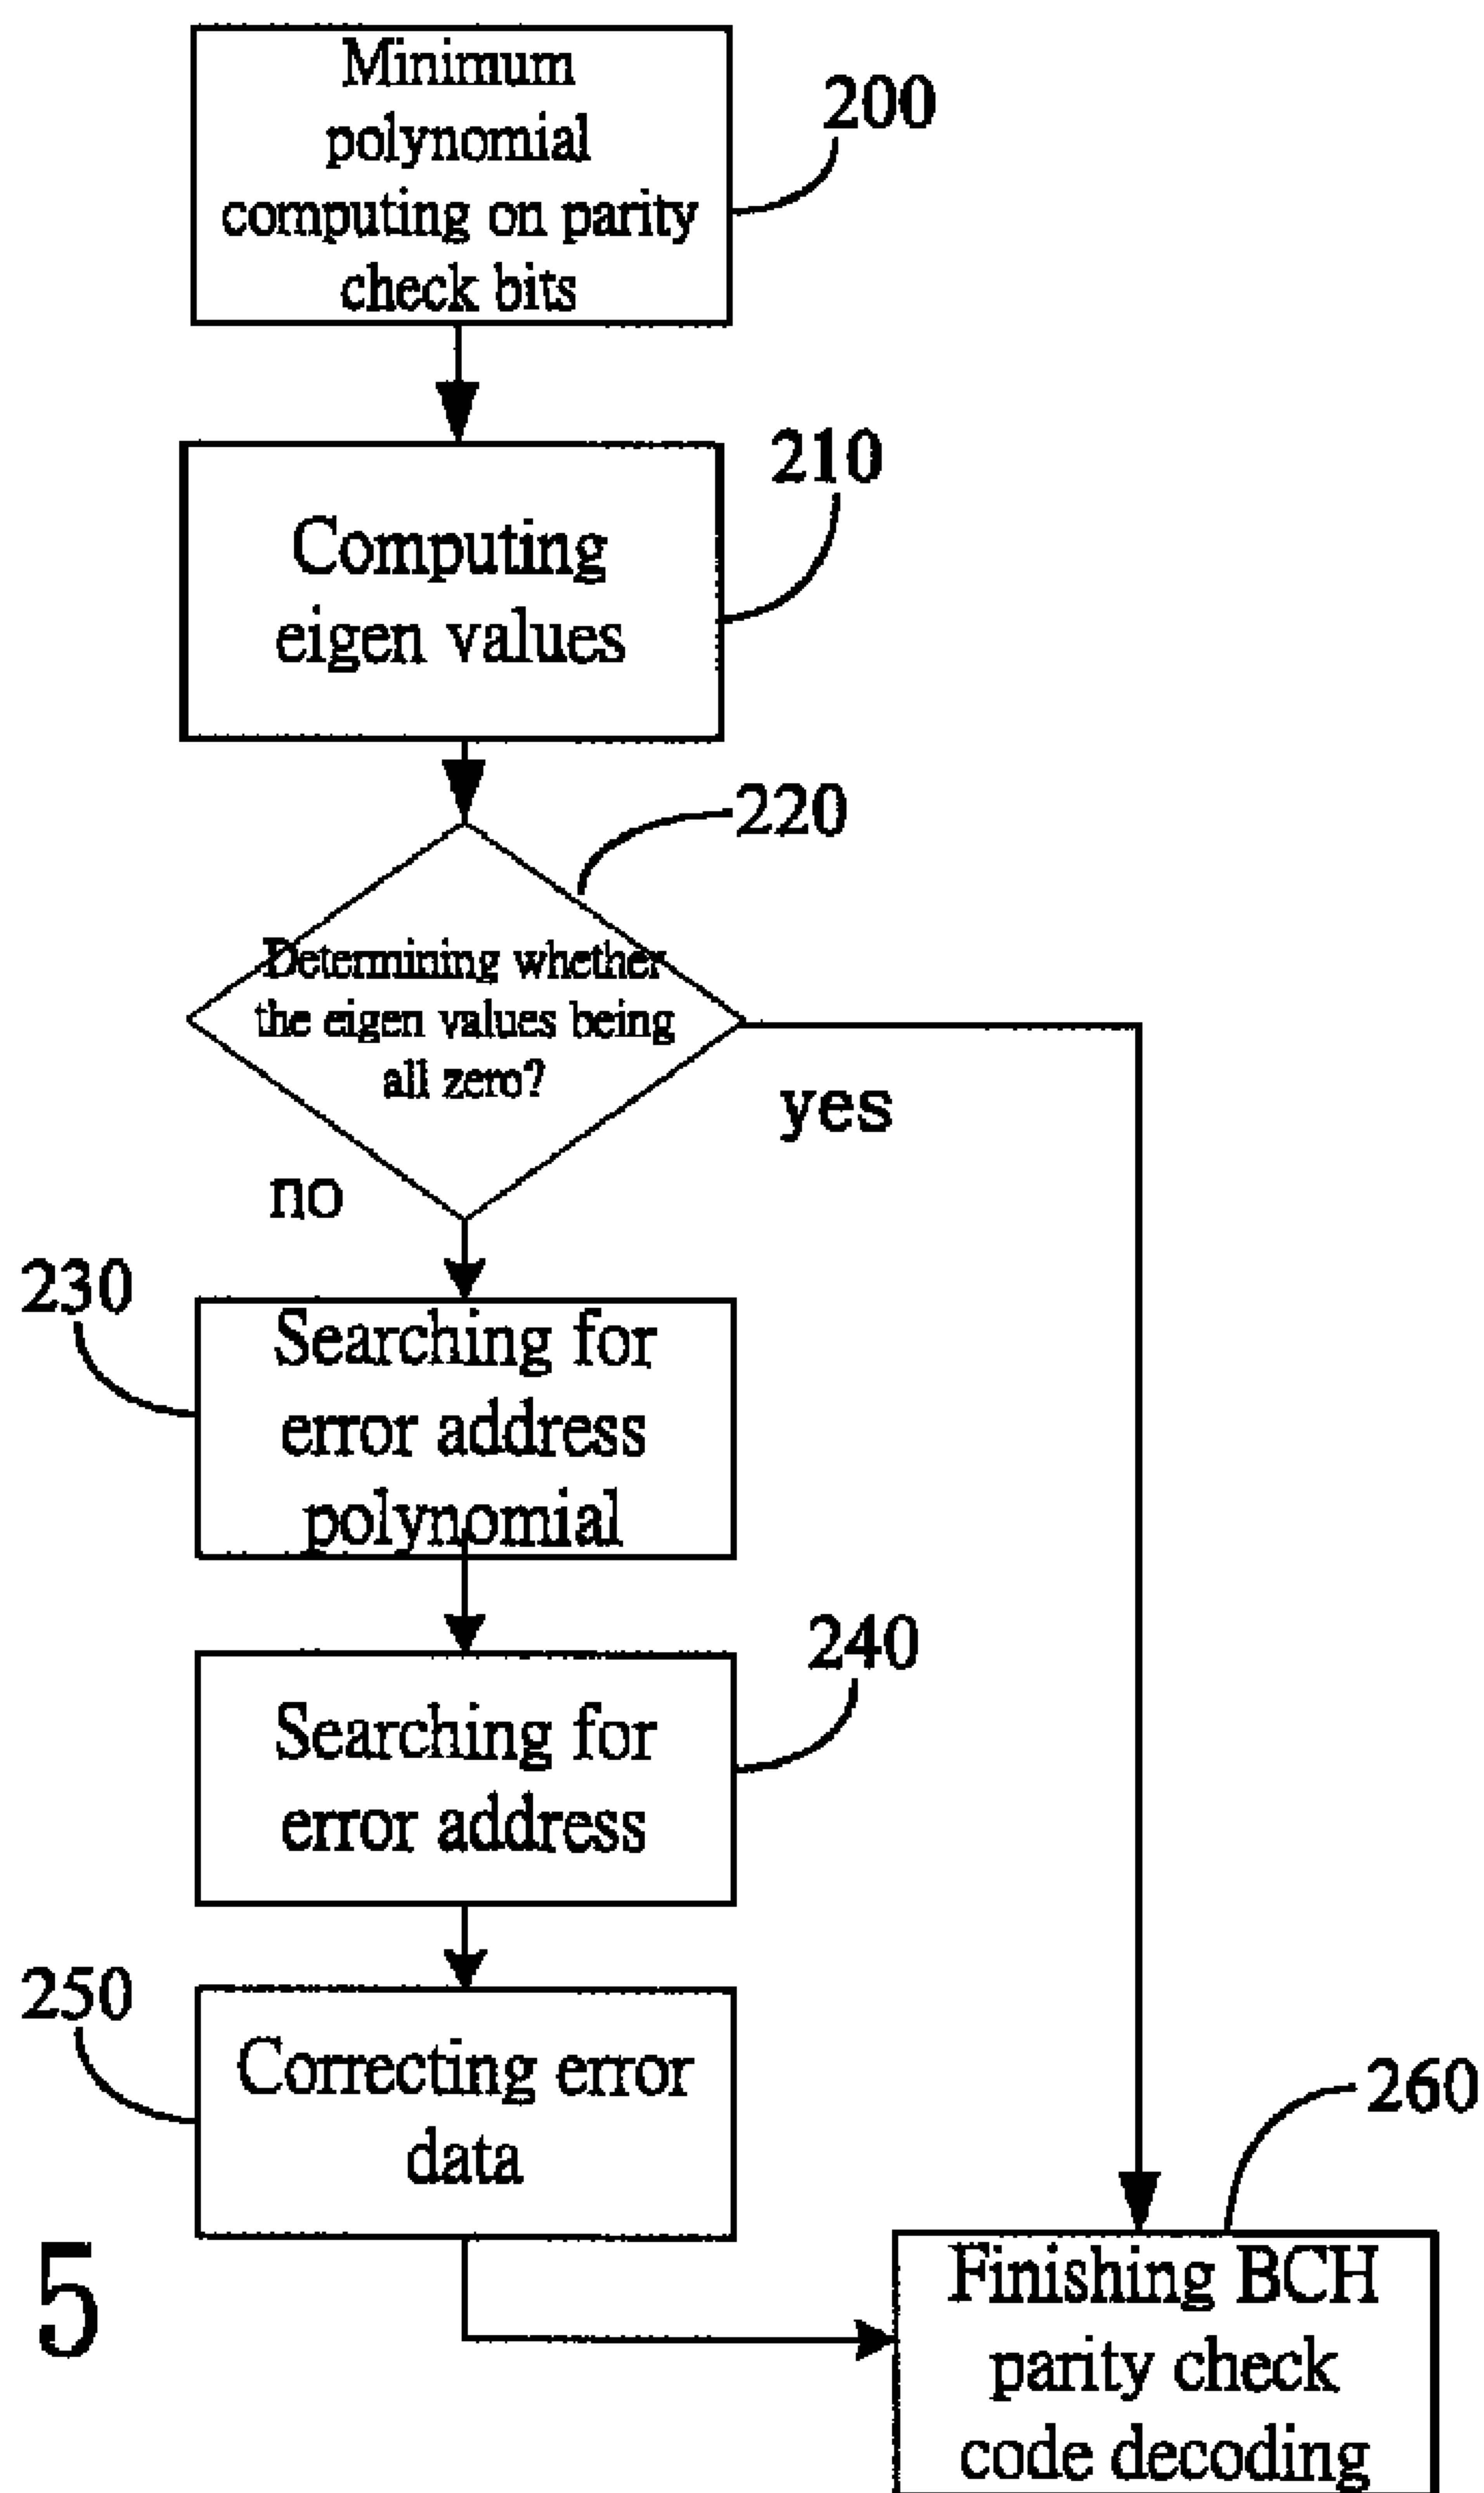 Minimum
polynomial
computing on parity
check bits
200
Computing
eigen values
210
220
Determining whether
the eigen values being
all zero?
yes
no
230
Searching for
error address
polynomial
240
Searching for
error address
250
Correcting error
data
260
Finishing BCH
parity check
code decoding
5